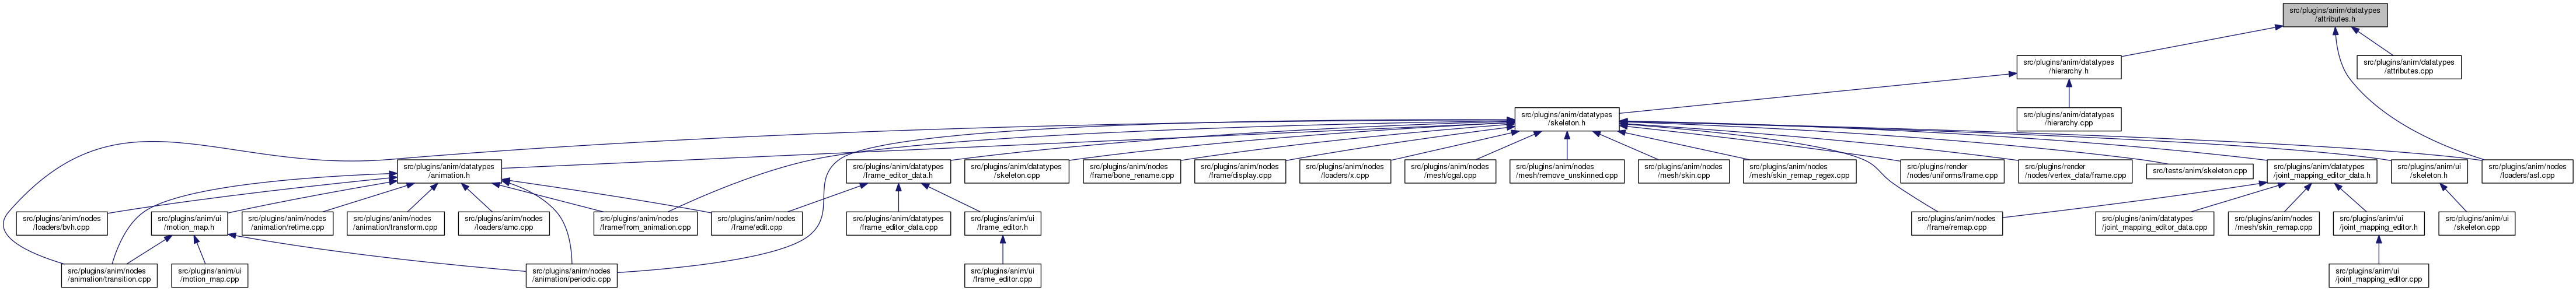 src/plugins/anim/datatypes
/attributes.h
src/plugins/anim/datatypes
/hierarchy.h
src/plugins/anim/datatypes
/attributes.cpp
src/plugins/anim/datatypes
/skeleton.h
src/plugins/anim/datatypes
/hierarchy.cpp
src/plugins/anim/datatypes
/animation.h
src/plugins/anim/datatypes
/frame_editor_data.h
src/plugins/anim/datatypes
/skeleton.cpp
src/plugins/anim/nodes
/frame/bone_rename.cpp
src/plugins/anim/nodes
/frame/display.cpp
src/plugins/anim/nodes
/loaders/x.cpp
src/plugins/anim/nodes
/mesh/cgal.cpp
src/plugins/anim/nodes
/mesh/remove_unskinned.cpp
src/plugins/anim/nodes
/mesh/skin.cpp
src/plugins/anim/nodes
/mesh/skin_remap_regex.cpp
src/plugins/render
/nodes/uniforms/frame.cpp
src/plugins/render
/nodes/vertex_data/frame.cpp
src/tests/anim/skeleton.cpp
src/plugins/anim/datatypes
/joint_mapping_editor_data.h
src/plugins/anim/ui
/skeleton.h
src/plugins/anim/nodes
/loaders/asf.cpp
src/plugins/anim/nodes
/loaders/bvh.cpp
src/plugins/anim/ui
/motion_map.h
src/plugins/anim/nodes
/animation/retime.cpp
src/plugins/anim/nodes
/animation/transform.cpp
src/plugins/anim/nodes
/loaders/amc.cpp
src/plugins/anim/nodes
/frame/from_animation.cpp
src/plugins/anim/nodes
/frame/edit.cpp
src/plugins/anim/datatypes
/frame_editor_data.cpp
src/plugins/anim/ui
/frame_editor.h
src/plugins/anim/nodes
/frame/remap.cpp
src/plugins/anim/datatypes
/joint_mapping_editor_data.cpp
src/plugins/anim/nodes
/mesh/skin_remap.cpp
src/plugins/anim/ui
/joint_mapping_editor.h
src/plugins/anim/ui
/skeleton.cpp
src/plugins/anim/nodes
/animation/transition.cpp
src/plugins/anim/ui
/motion_map.cpp
src/plugins/anim/nodes
/animation/periodic.cpp
src/plugins/anim/ui
/frame_editor.cpp
src/plugins/anim/ui
/joint_mapping_editor.cpp